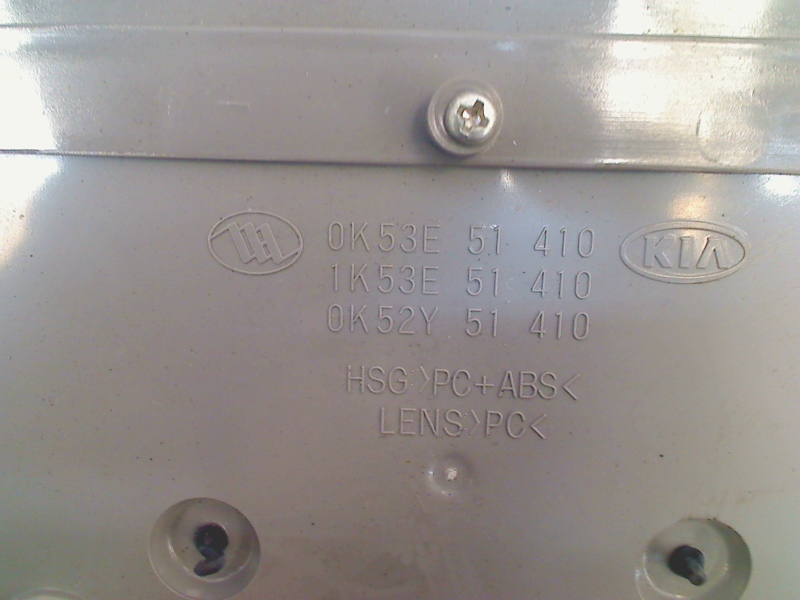 0K53E 51 410 KIA
1K53E 51 410
0K52Y 51 410
HSG >PC+ABS<
LENS >PC<